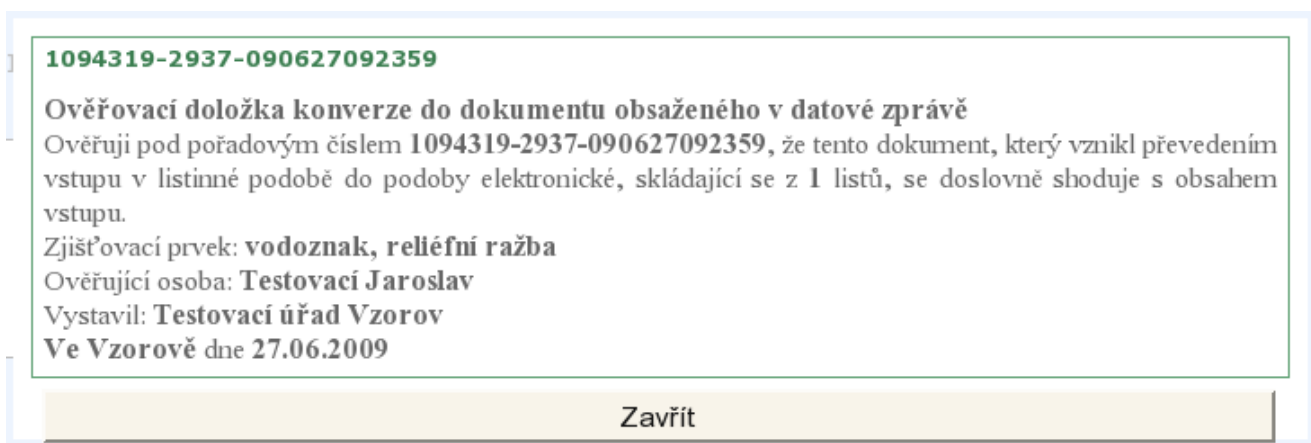 1094319-2937-090627092359
Ověřovací doložka konverze do dokumentu obsaženého v datové zprávě
Ověřuji pod pořadovým číslem 1094319-2937-090627092359, že tento dokument, který vznikl převedením
vstupu v listinné podobě do podoby elektronické, skládající se z 1 listů, se doslovně shoduje s obsahem
vstupu.
Zjišťovací prvek: vodoznak, reliéfní ražba
Ověřující osoba: Testovací Jaroslav
Vystavil: Testovací úřad Vzorov
Ve Vzorově dne 27.06.2009
Zavřít